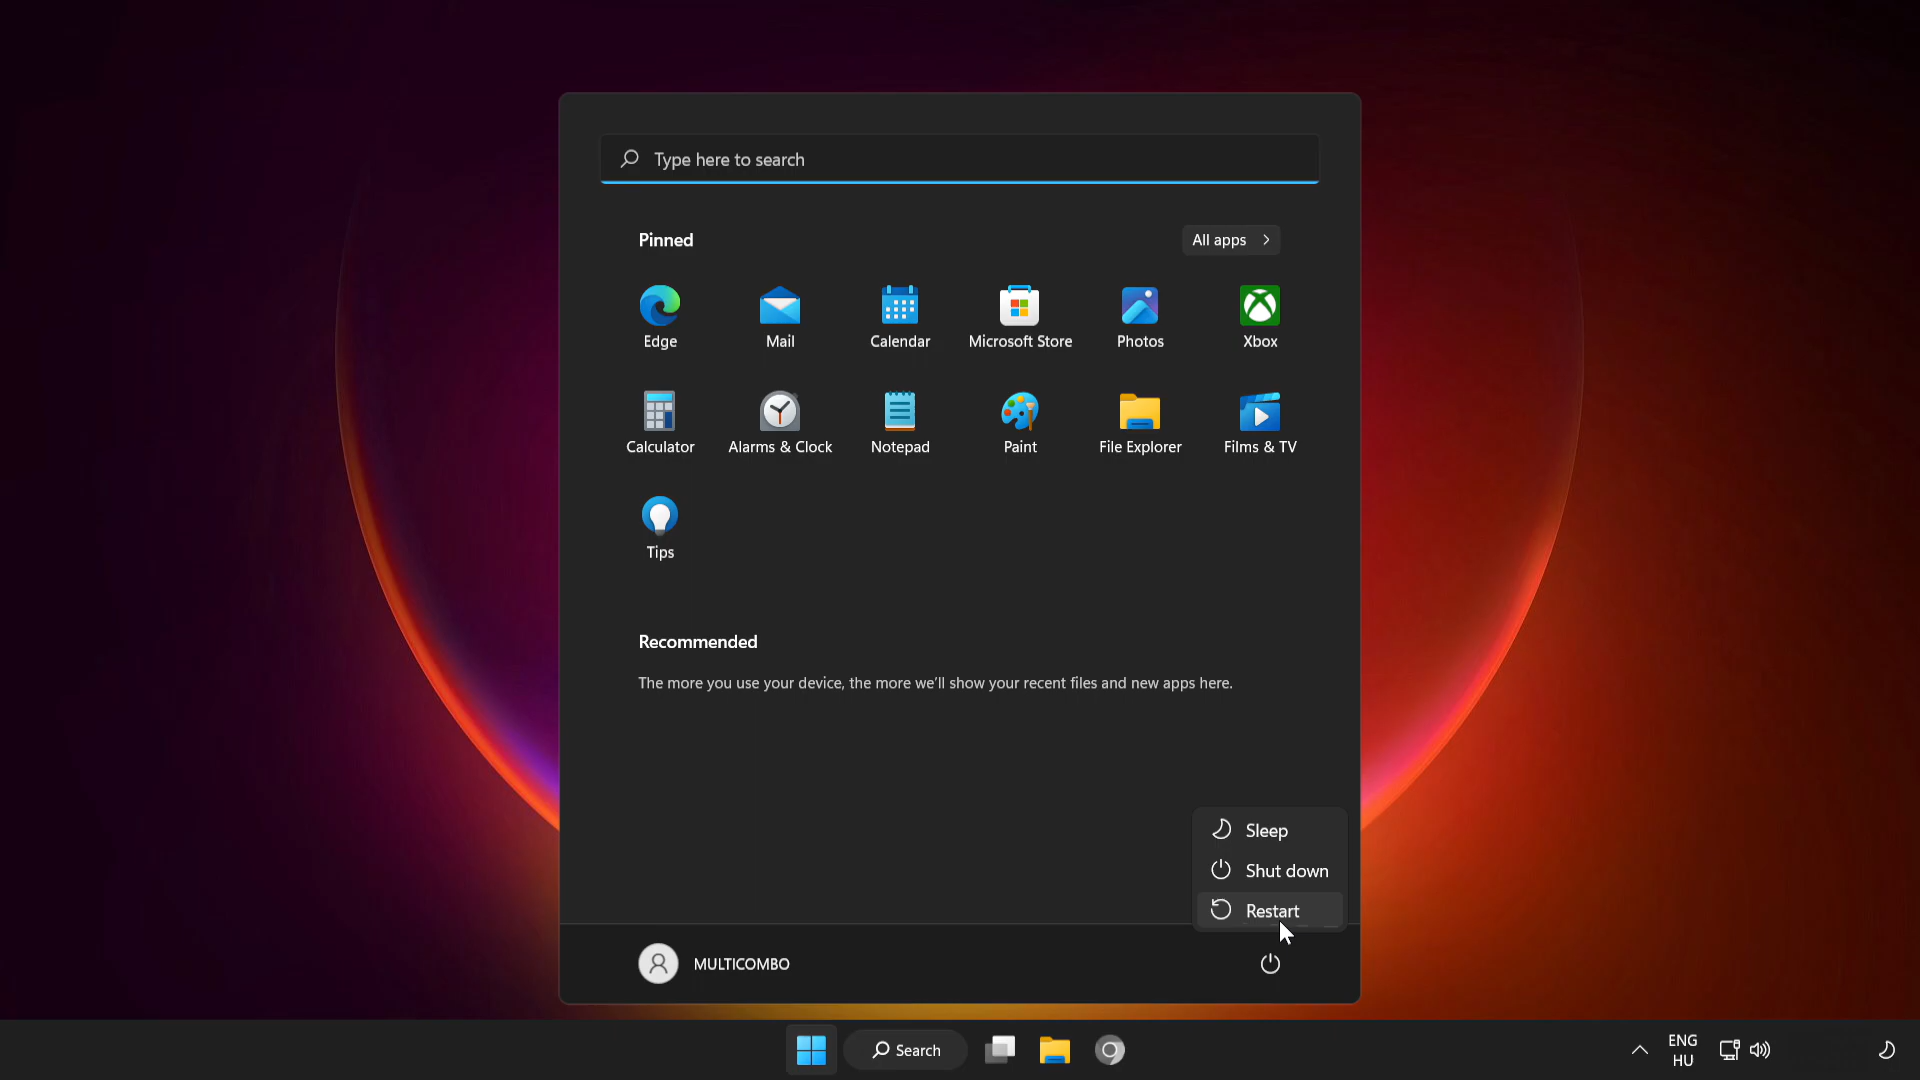 Type here to search
Pinned
All apps
Edge
Mail
Calendar
Microsoft Store
Photos
Xbox
Calculator
Alarms & Clock
Notepad
Paint
File Explorer
Films & TV
Tips
Recommended
The more you use your device, the more we'll show your recent files and new apps here.
Sleep
Shut down
Restart
MULTICOMBO
Search
ENG
HU